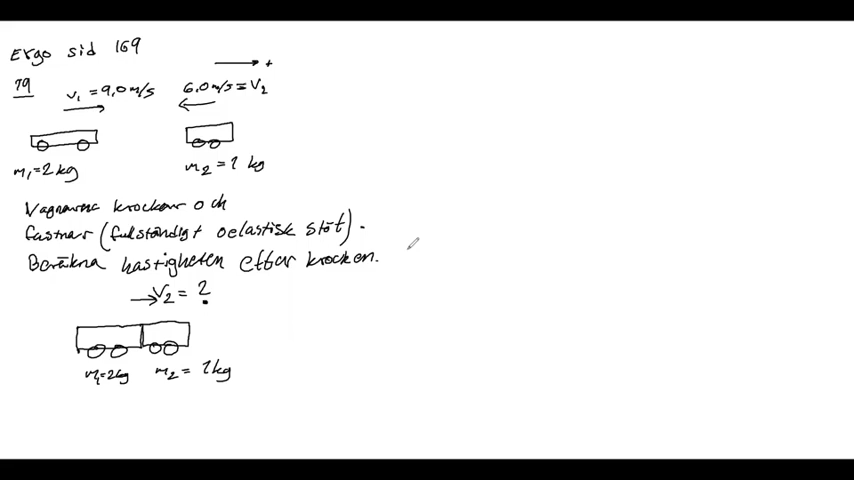 Ergo sid 169
+
79
v₁ = 9,0 m/s
6,0 m/s = V₂
m₁ = 2 kg
m₂ = 1 kg
Vagnarna krockar och
fastnar (fullständigt oelastisk stöt).
Beräkna hastigheten efter krocken.
V₂ = ?
m₁ = 2 kg
m₂ = 1 kg